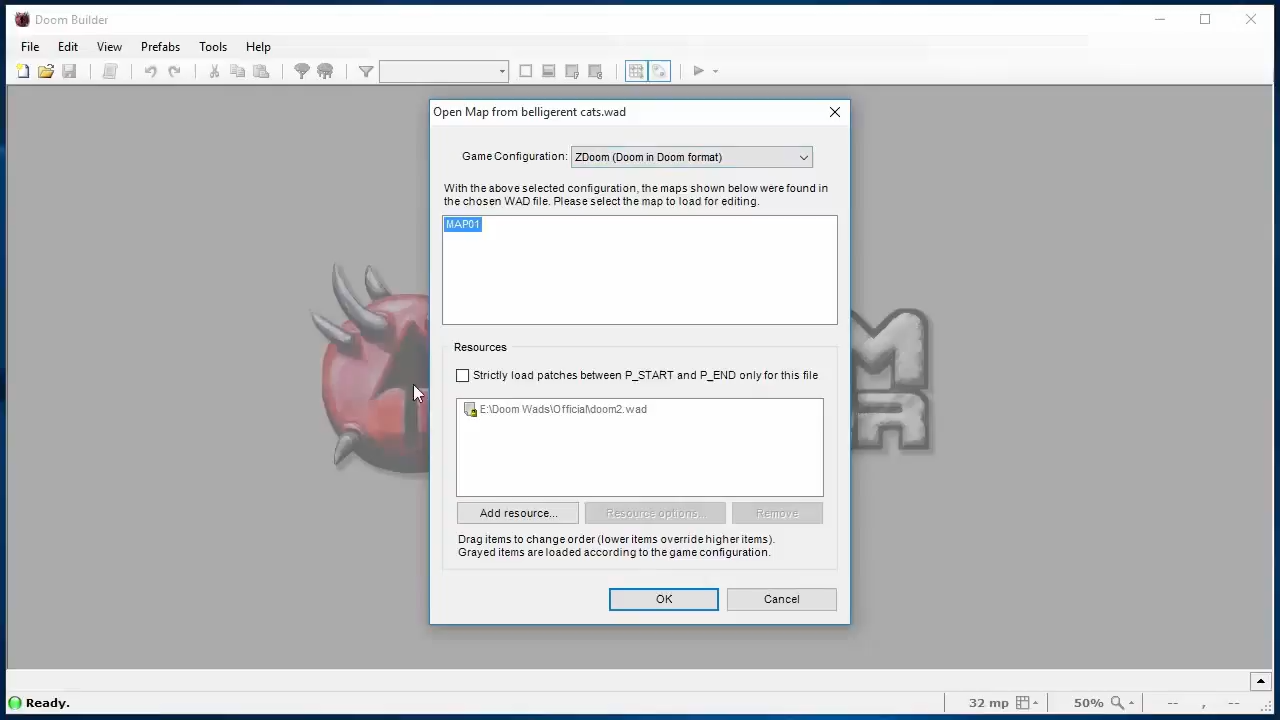 Doom Builder
File Edit View Prefabs Tools Help
Open Map from belligerent cats.wad
Game Configuration: ZDoom (Doom in Doom format)
With the above selected configuration, the maps shown below were found in
the chosen WAD file. Please select the map to load for editing.
MAP01
Resources
Strictly load patches between P_START and P_END only for this file
E:\Doom Wads\Official\doom2.wad
Add resource... Resource options... Remove
Drag items to change order (lower items override higher items).
Grayed items are loaded according to the game configuration.
OK Cancel
Ready. 32 mp 50% -- , --